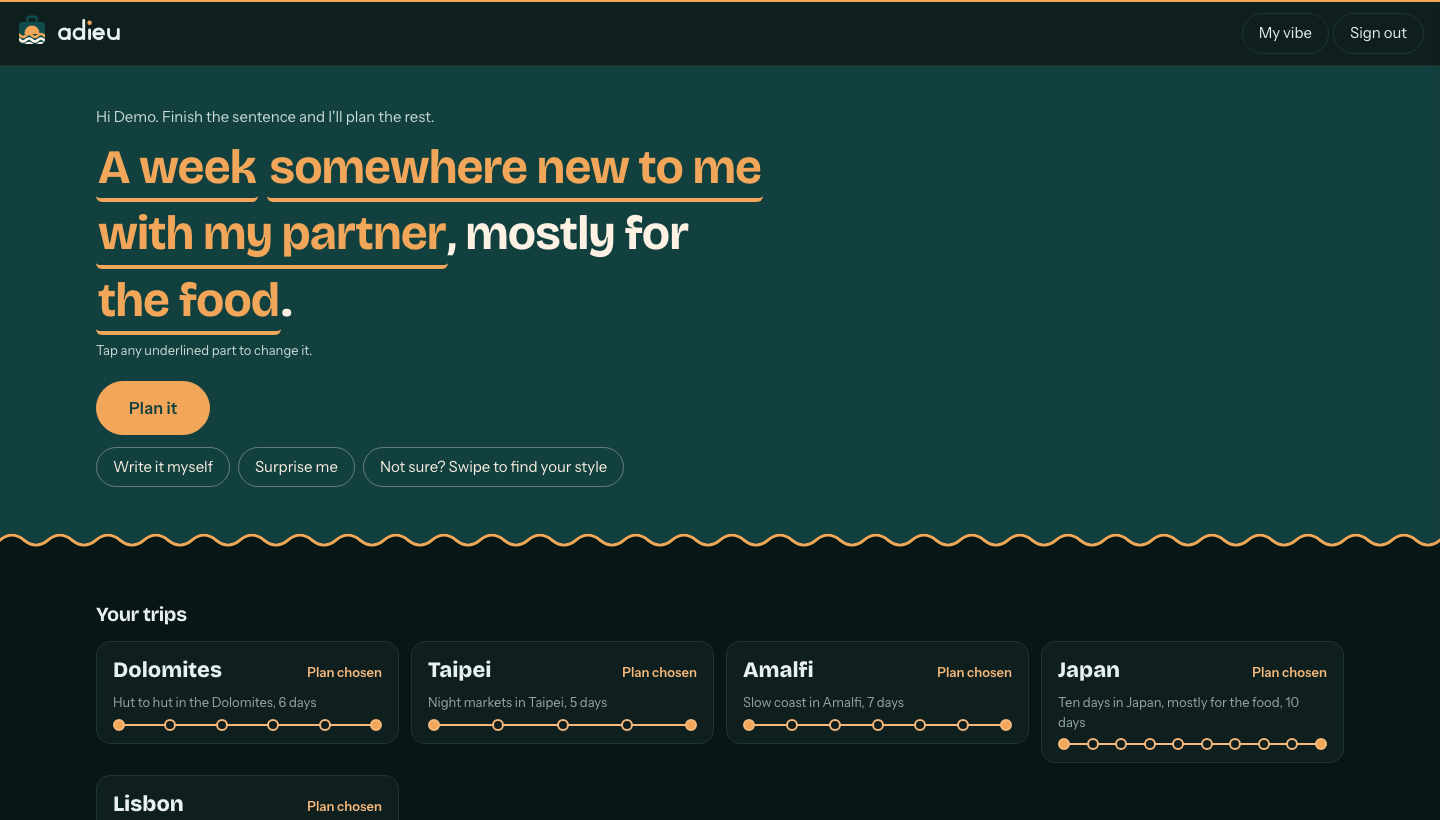 adieu
My vibe
Sign out
Hi Demo. Finish the sentence and I'll plan the rest.
A week somewhere new to me
with my partner, mostly for
the food.
Tap any underlined part to change it.
Plan it
Write it myself
Surprise me
Not sure? Swipe to find your style
Your trips
Dolomites
Plan chosen
Hut to hut in the Dolomites, 6 days
Taipei
Plan chosen
Night markets in Taipei, 5 days
Amalfi
Plan chosen
Slow coast in Amalfi, 7 days
Japan
Plan chosen
Ten days in Japan, mostly for the food, 10
days
Lisbon
Plan chosen